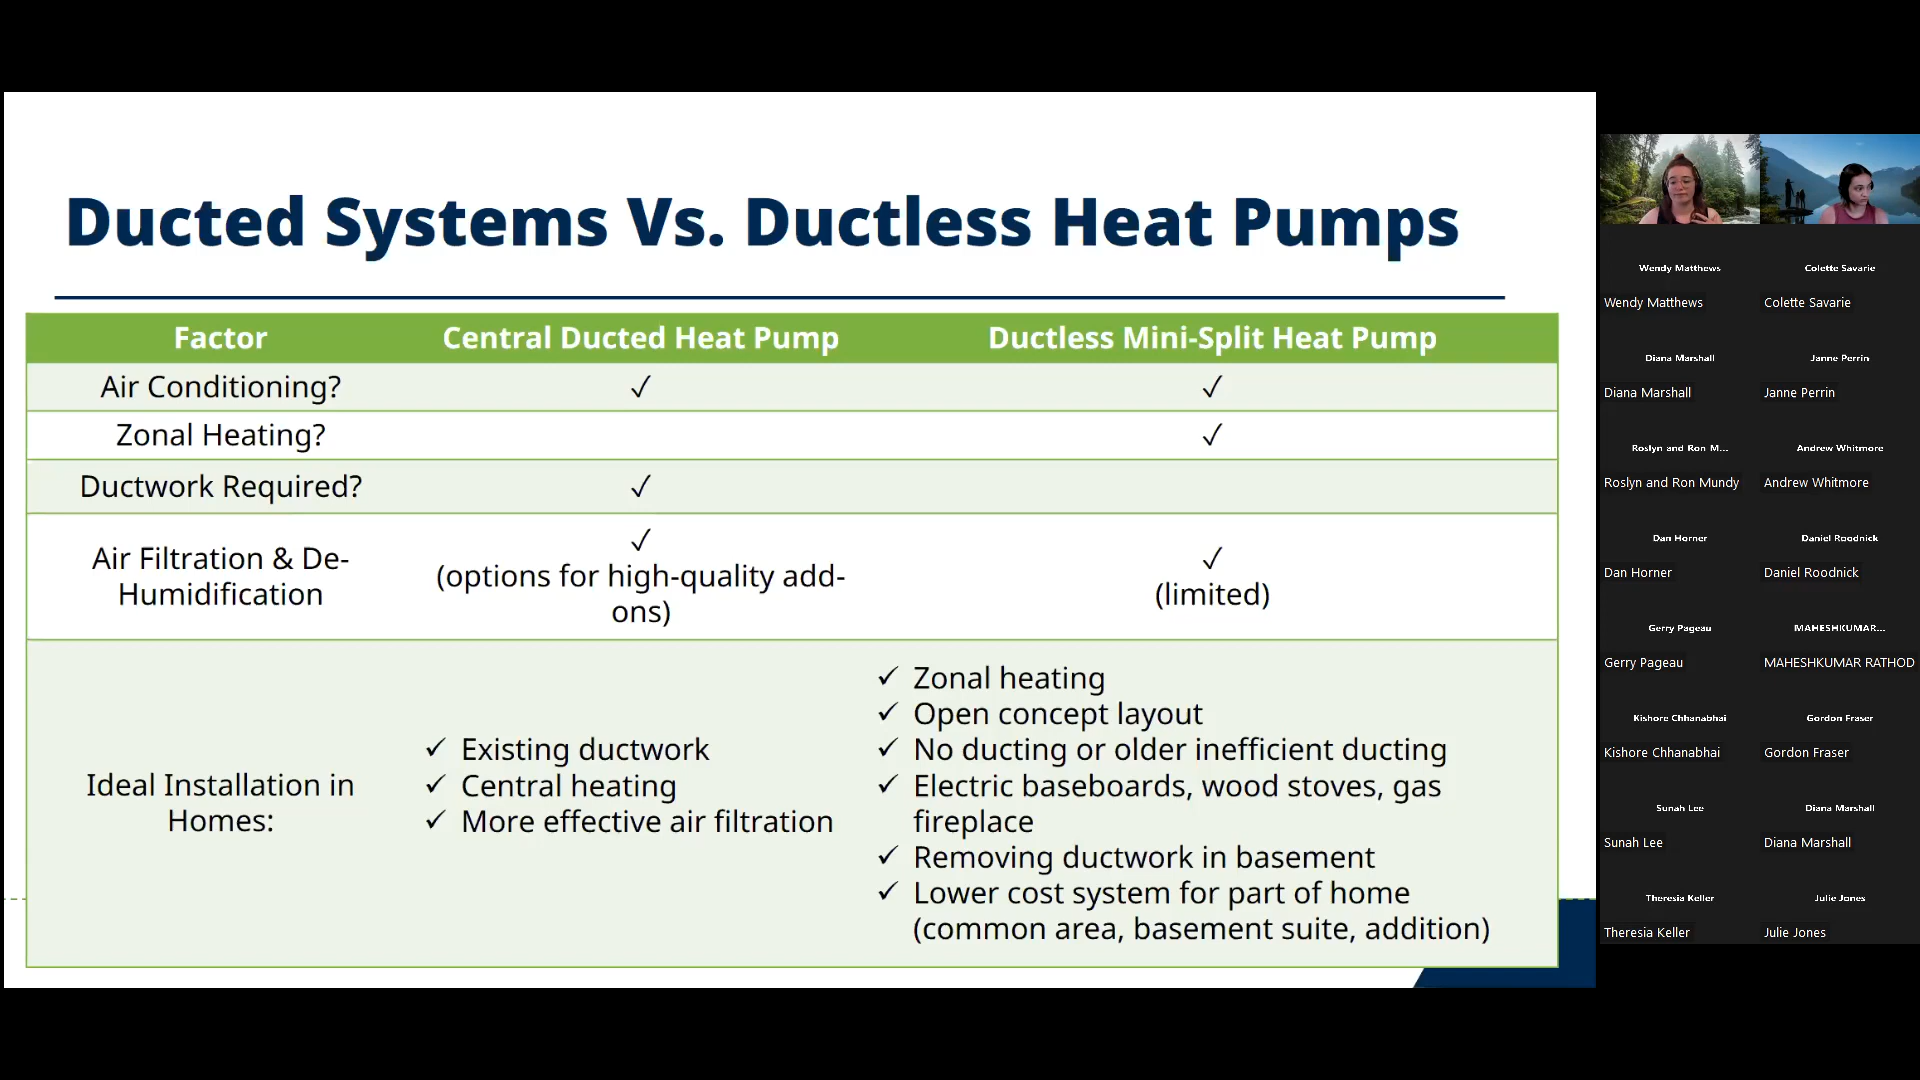 Ducted Systems Vs. Ductless Heat Pumps
Factor
Central Ducted Heat Pump
Ductless Mini-Split Heat Pump
Air Conditioning?
✓
✓
Zonal Heating?
✓
Ductwork Required?
✓
Air Filtration & De-
Humidification
✓
(options for high-quality add-
ons)
✓
(limited)
Ideal Installation in
Homes:
✓ Existing ductwork
✓ Central heating
✓ More effective air filtration
✓ Zonal heating
✓ Open concept layout
✓ No ducting or older inefficient ducting
✓ Electric baseboards, wood stoves, gas
fireplace
✓ Removing ductwork in basement
✓ Lower cost system for part of home
(common area, basement suite, addition)
Wendy Matthews
Colette Savarie
Wendy Matthews
Colette Savarie
Diana Marshall
Janne Perrin
Diana Marshall
Janne Perrin
Roslyn and Ron M...
Andrew Whitmore
Roslyn and Ron Mundy
Andrew Whitmore
Dan Horner
Daniel Roodnick
Dan Horner
Daniel Roodnick
Gerry Pageau
MAHESHKUMAR...
Gerry Pageau
MAHESHKUMAR RATHOD
Kishore Chhanabhai
Gordon Fraser
Kishore Chhanabhai
Gordon Fraser
Sunah Lee
Diana Marshall
Sunah Lee
Diana Marshall
Theresia Keller
Julie Jones
Theresia Keller
Julie Jones